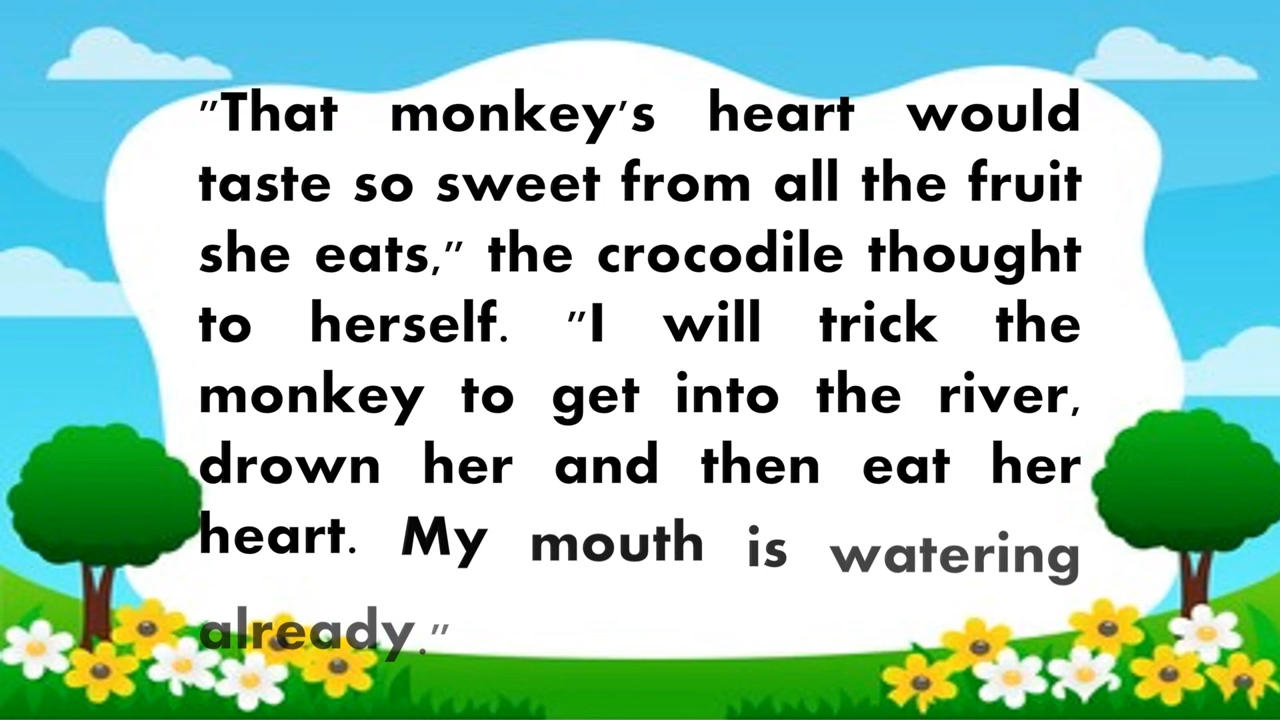 "That monkey's heart would
taste so sweet from all the fruit
she eats," the crocodile thought
to herself. "I will trick the
monkey to get into the river,
drown her and then eat her
heart. My mouth is watering
already."